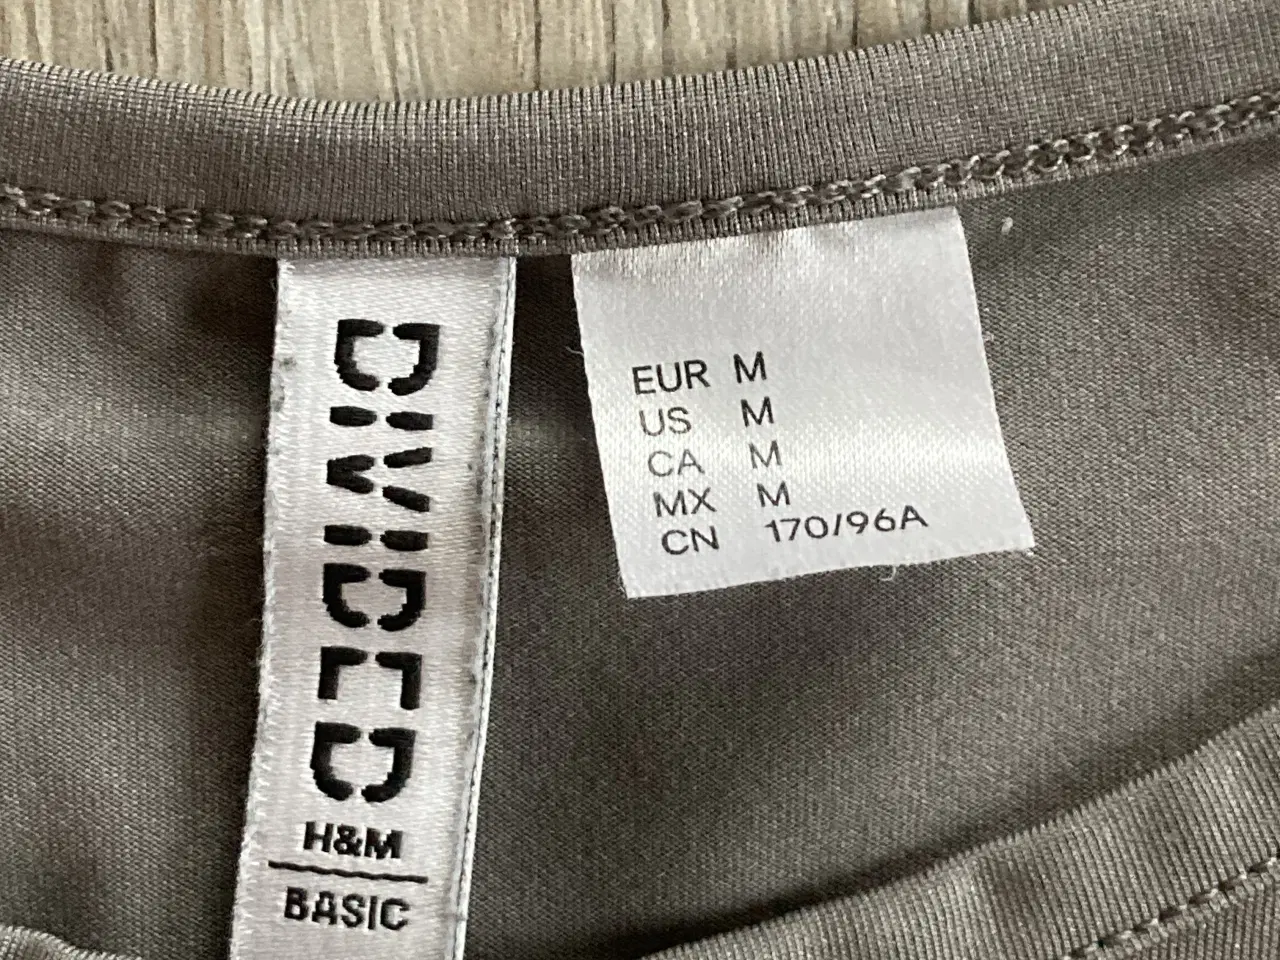 DIVIDED
H&M
BASIC
EUR M
US M
CA M
MX M
CN 170/96A